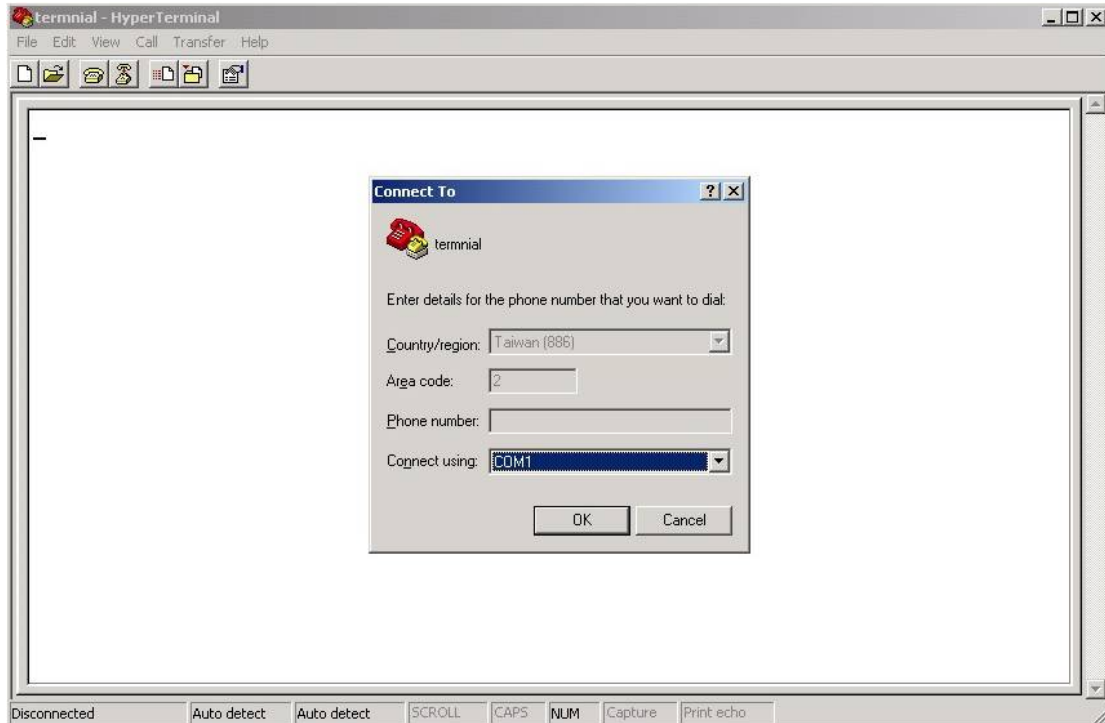 termnial - HyperTerminal
File Edit View Call Transfer Help
Connect To
termnial
Enter details for the phone number that you want to dial:
Country/region: Taiwan (886)
Area code: 2
Phone number:
Connect using: COM1
OK Cancel
Disconnected Auto detect Auto detect SCROLL CAPS NUM Capture Print echo